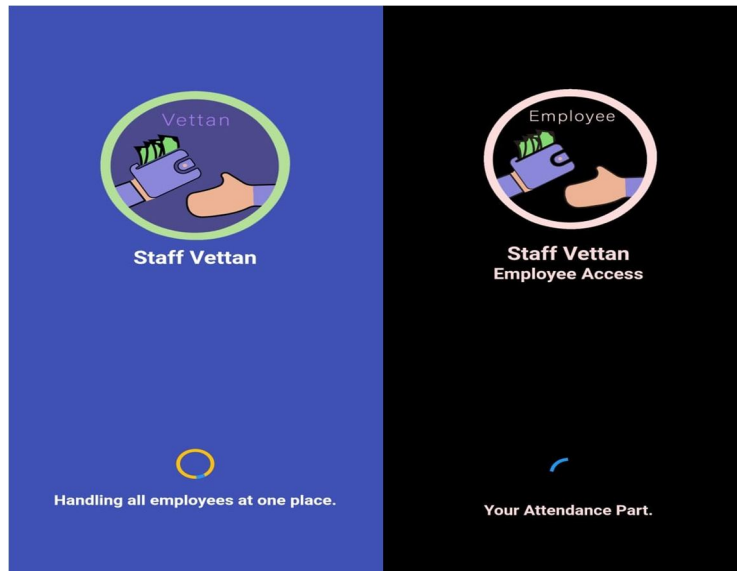 Vettan
Staff Vettan
Handling all employees at one place.
Employee
Staff Vettan
Employee Access
Your Attendance Part.